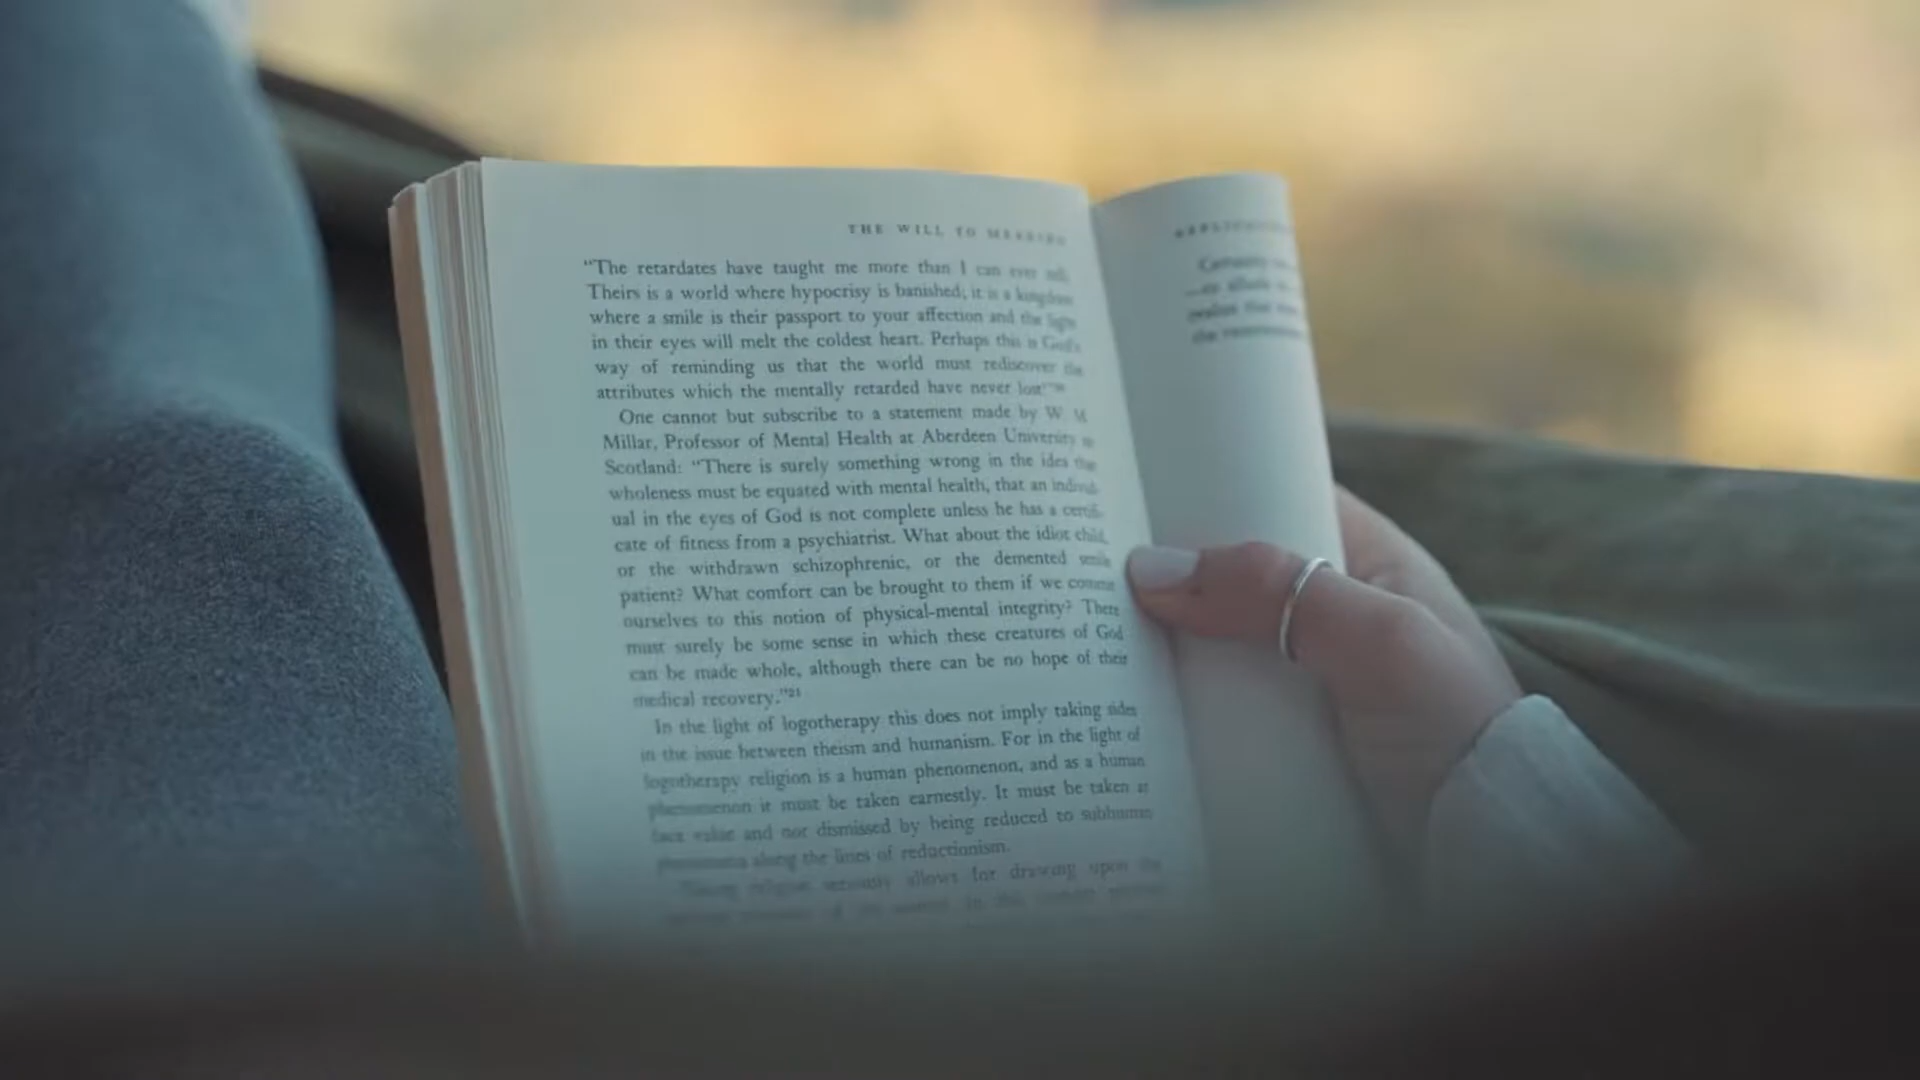 THE WILL TO MEANING
“The retardates have taught me more than I can ever tell.
Theirs is a world where hypocrisy is banished; it is a kingdom
where a smile is their passport to your affection and the light
in their eyes will melt the coldest heart. Perhaps this is God's
way of reminding us that the world must rediscover the
attributes which the mentally retarded have never lost”
One cannot but subscribe to a statement made by W. M
Millar, Professor of Mental Health at Aberdeen University in
Scotland: “There is surely something wrong in the idea that
wholeness must be equated with mental health, that an individ-
ual in the eyes of God is not complete unless he has a certifi-
cate of fitness from a psychiatrist. What about the idiot child,
or the withdrawn schizophrenic, or the demented senile
patient? What comfort can be brought to them if we commit
ourselves to this notion of physical-mental integrity? There
must surely be some sense in which these creatures of God
can be made whole, although there can be no hope of their
medical recovery.”21
In the light of logotherapy this does not imply taking sides
in the issue between theism and humanism. For in the light of
logotherapy religion is a human phenomenon, and as a human
phenomenon it must be taken earnestly. It must be taken at
face value and not dismissed by being reduced to subhuman
phenomena along the lines of reductionism.
Taking religion seriously allows for drawing upon the